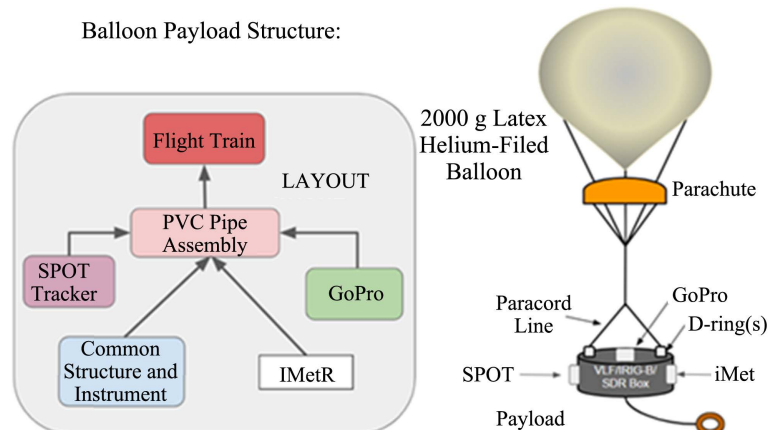 Balloon Payload Structure:
Flight Train
LAYOUT
PVC Pipe
Assembly
SPOT
Tracker
GoPro
Common
Structure and
Instrument
IMetR
2000 g Latex
Helium-Filed
Balloon
Parachute
Paracord
Line
GoPro
D-ring(s)
VLF/IRIG-B/
SDR Box
SPOT
iMet
Payload